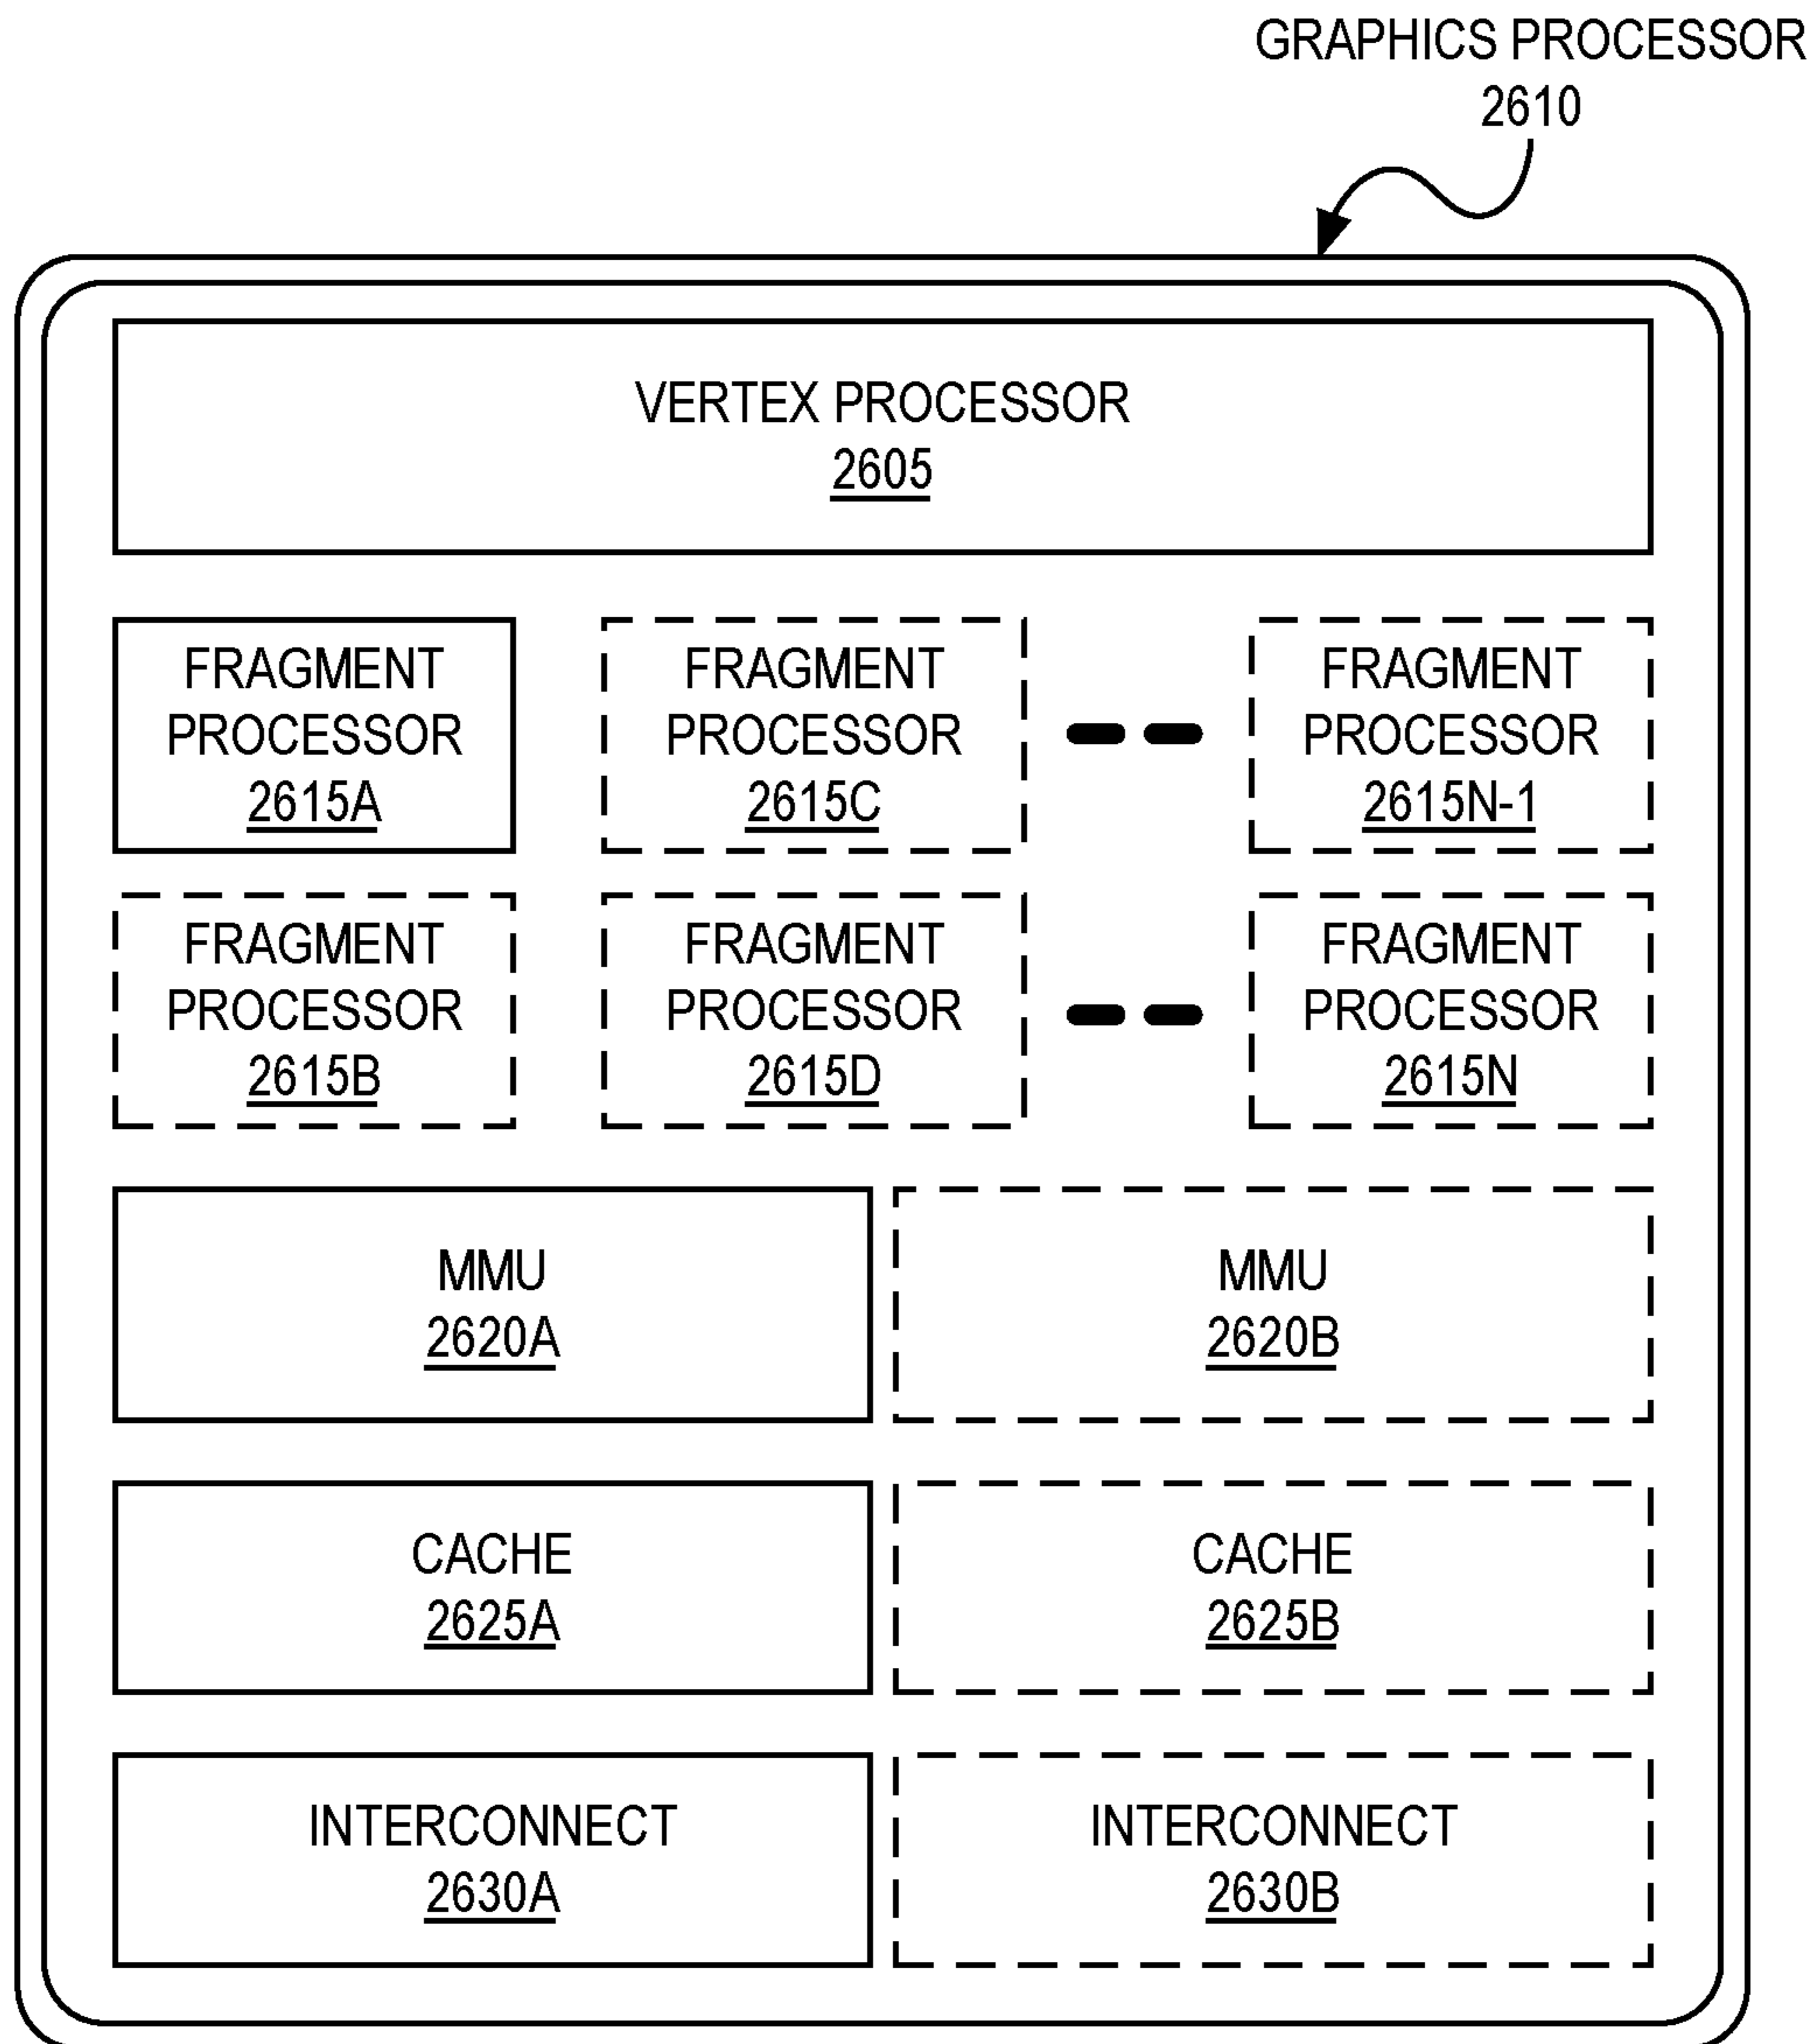 GRAPHICS PROCESSOR
2610
VERTEX PROCESSOR
2605
FRAGMENT
PROCESSOR
2615A
FRAGMENT
PROCESSOR
2615C
FRAGMENT
PROCESSOR
2615N-1
FRAGMENT
PROCESSOR
2615B
FRAGMENT
PROCESSOR
2615D
FRAGMENT
PROCESSOR
2615N
MMU
2620A
MMU
2620B
CACHE
2625A
CACHE
2625B
INTERCONNECT
2630A
INTERCONNECT
2630B